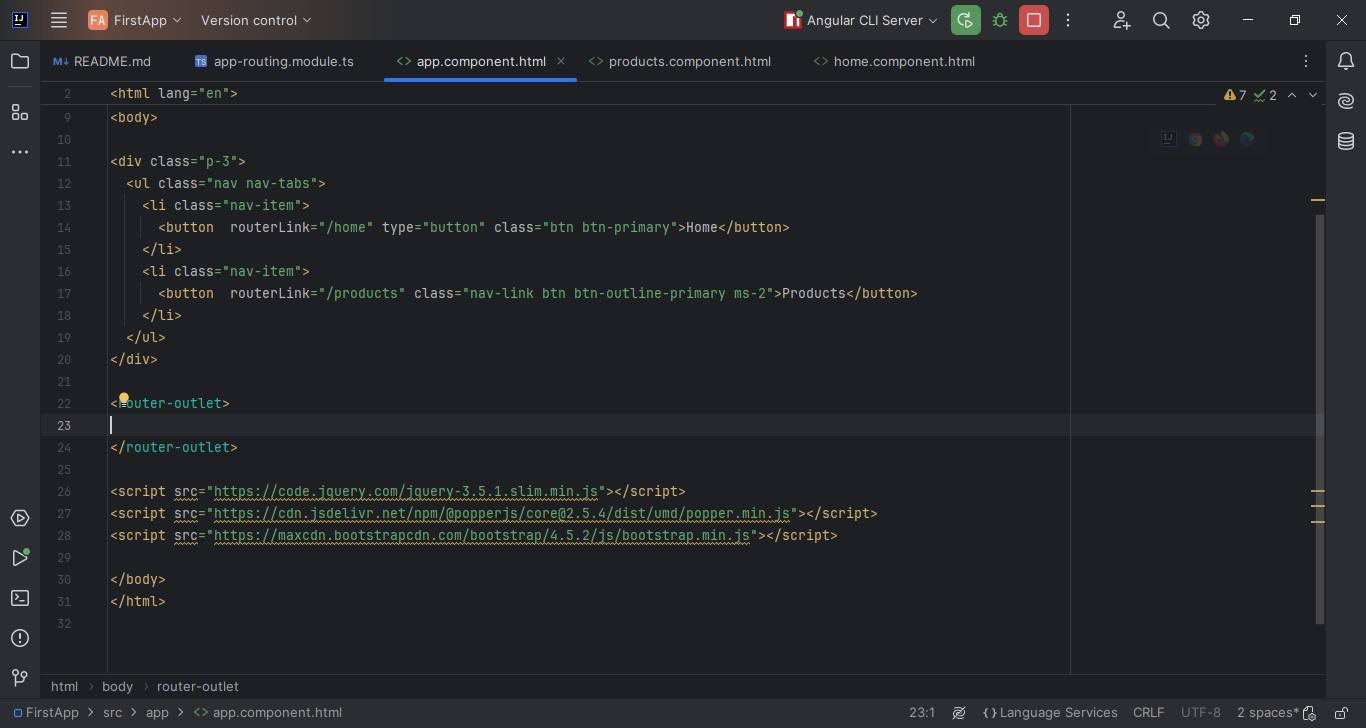 FA FirstApp Version control Angular CLI Server
README.md app-routing.module.ts app.component.html products.component.html home.component.html
2 <html lang="en"> 7 2
9 <body>
10
11 <div class="p-3">
12 <ul class="nav nav-tabs">
13 <li class="nav-item">
14 <button  routerLink="/home" type="button" class="btn btn-primary">Home</button>
15 </li>
16 <li class="nav-item">
17 <button  routerLink="/products" class="nav-link btn btn-outline-primary ms-2">Products</button>
18 </li>
19 </ul>
20 </div>
21
22 <router-outlet>
23
24 </router-outlet>
25
26 <script src="https://code.jquery.com/jquery-3.5.1.slim.min.js"></script>
27 <script src="https://cdn.jsdelivr.net/npm/@popperjs/core@2.5.4/dist/umd/popper.min.js"></script>
28 <script src="https://maxcdn.bootstrapcdn.com/bootstrap/4.5.2/js/bootstrap.min.js"></script>
29
30 </body>
31 </html>
32
html > body > router-outlet
FirstApp > src > app > app.component.html 23:1 {} Language Services CRLF UTF-8 2 spaces*